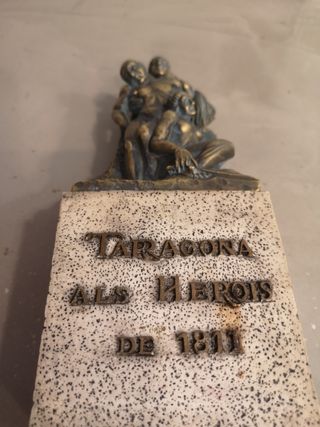 TARRAGONA
ALS HEROIS
DE 1811